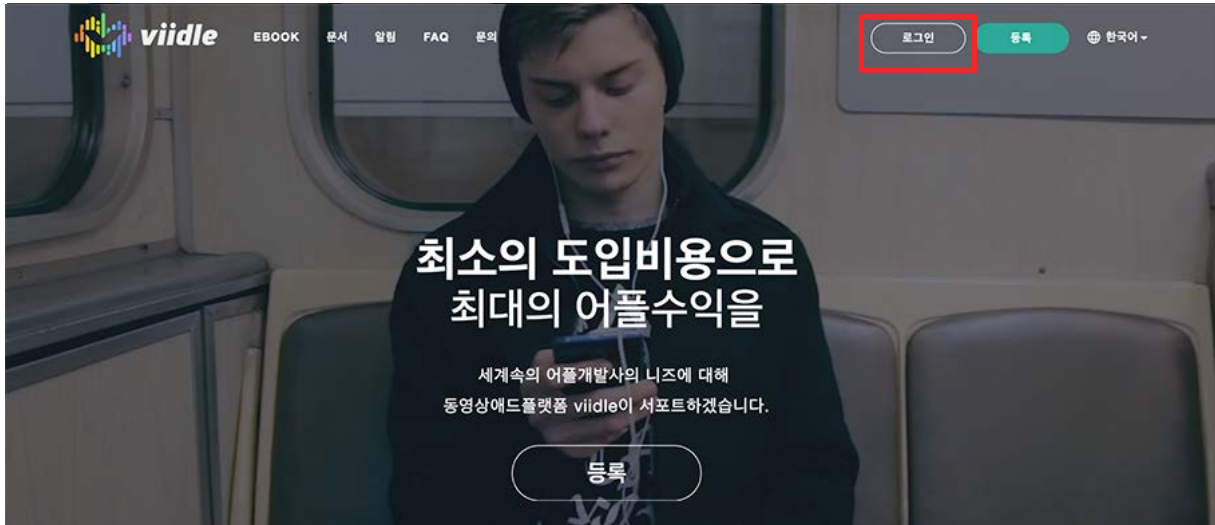 viidle EBOOK 문서 알림 FAQ 문의 로그인 등록 한국어
최소의 도입비용으로
최대의 어플수익을
세계속의 어플개발사의 니즈에 대해
동영상애드플랫폼 viidle이 서포트하겠습니다.
등록